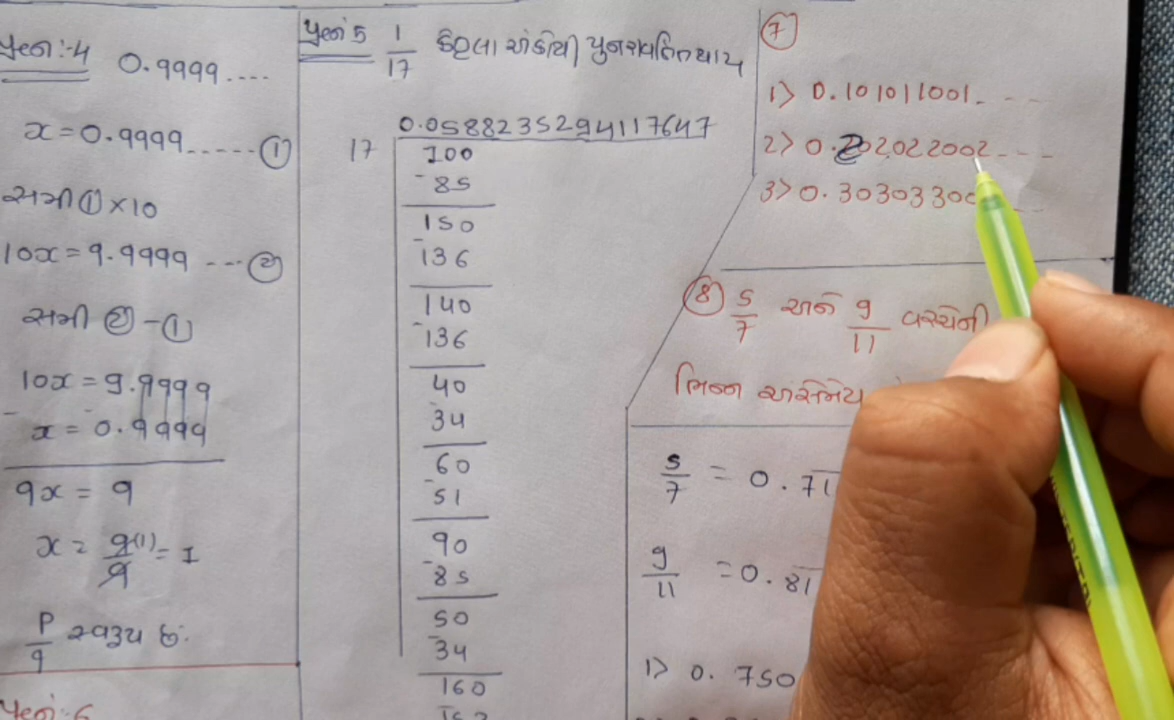 પ્રશ્ન:-4 0.9999....
x = 0.9999.....①
સમી ① × 10
10x = 9.9999 ---②
સમી ② - ①
10x = 9.9999
- x = 0.9999
9x = 9
x = 9(1)/9 = 1
p/q સ્વરૂપ છે.
પ્રશ્ન:-6
પ્રશ્ન 5 1/17 કેટલા અંકોથી પુનરાવર્તિત થાય
0.0588235294117647
17
100
-85
150
-136
140
-136
40
-34
60
-51
90
-85
50
-34
160
⑦
1> 0.101011001....
2> 0.202022002---
3> 0.30303300
⑧ 5/7 અને 9/11 વચ્ચેની
ભિન્ન અસંમેય
5/7 = 0.71
9/11 = 0.81
1> 0.750